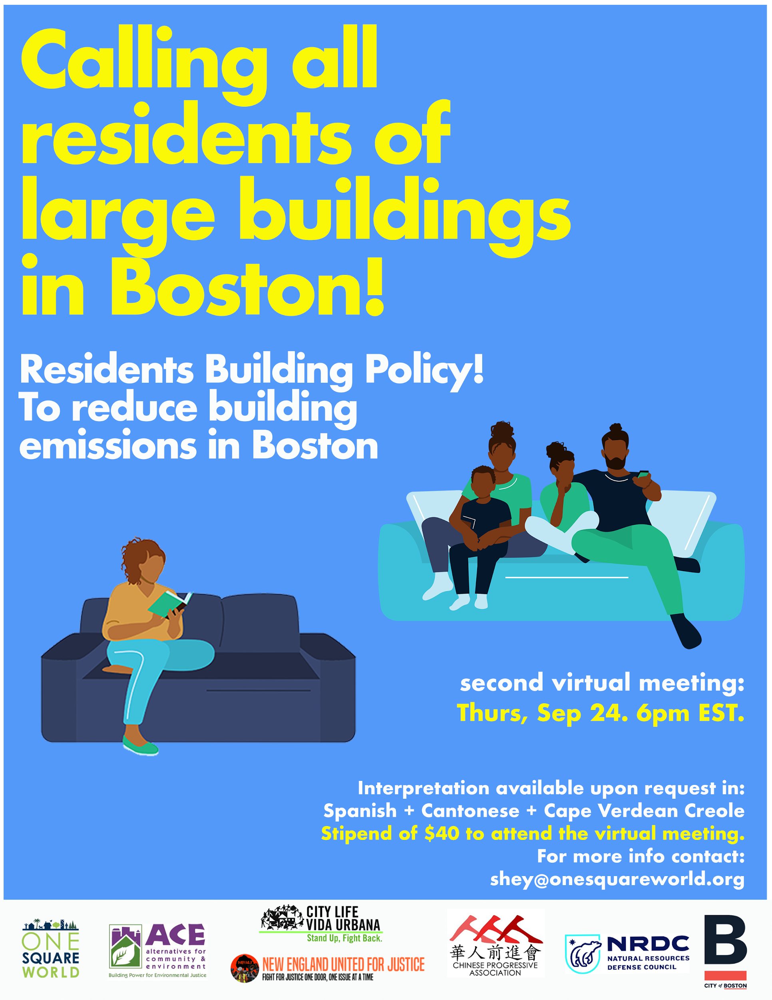 Calling all
residents of
large buildings
in Boston!
Residents Building Policy!
To reduce building
emissions in Boston
second virtual meeting:
Thurs, Sep 24. 6pm EST.
Interpretation available upon request in:
Spanish + Cantonese + Cape Verdean Creole
Stipend of $40 to attend the virtual meeting.
For more info contact:
shey@onesquareworld.org
ONE
SQUARE
WORLD
ACE
alternatives for
community &
environment
Building Power for Environmental Justice
CITY LIFE
VIDA URBANA
Stand Up, Fight Back.
NEU4J
NEW ENGLAND UNITED FOR JUSTICE
FIGHT FOR JUSTICE ONE DOOR, ONE ISSUE AT A TIME
華人前進會
CHINESE PROGRESSIVE
ASSOCIATION
NRDC
NATURAL RESOURCES
DEFENSE COUNCIL
B
CITY of BOSTON